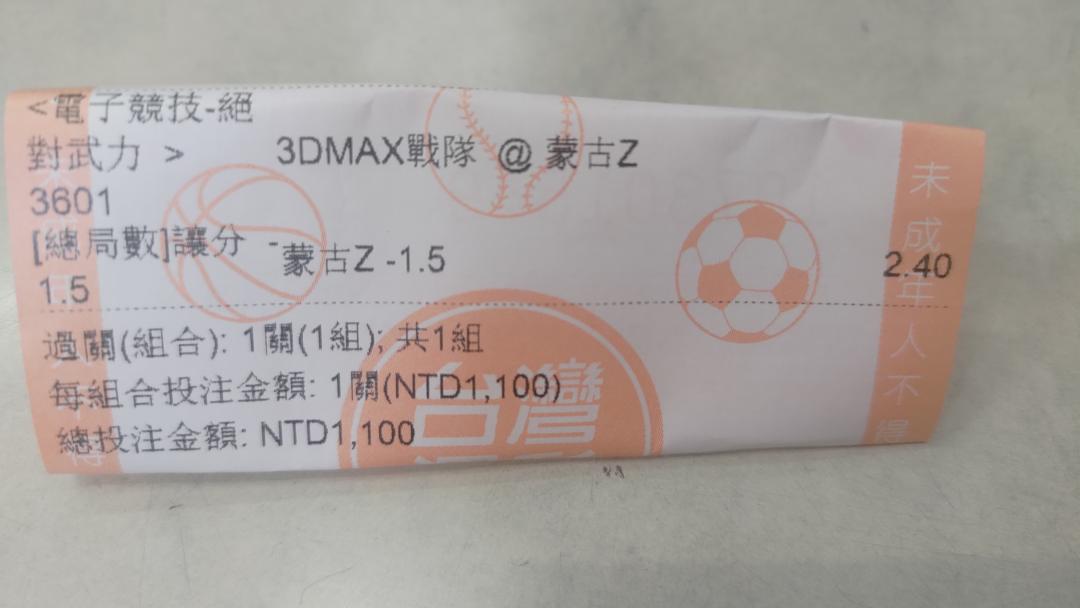 <電子競技-絕
對武力 > 3DMAX戰隊 @ 蒙古Z
3601
[總局數]讓分 - 蒙古Z -1.5 2.40
1.5
過關(組合): 1關(1組); 共1組
每組合投注金額: 1關(NTD1,100)
總投注金額: NTD1,100
台灣
未成年人不得